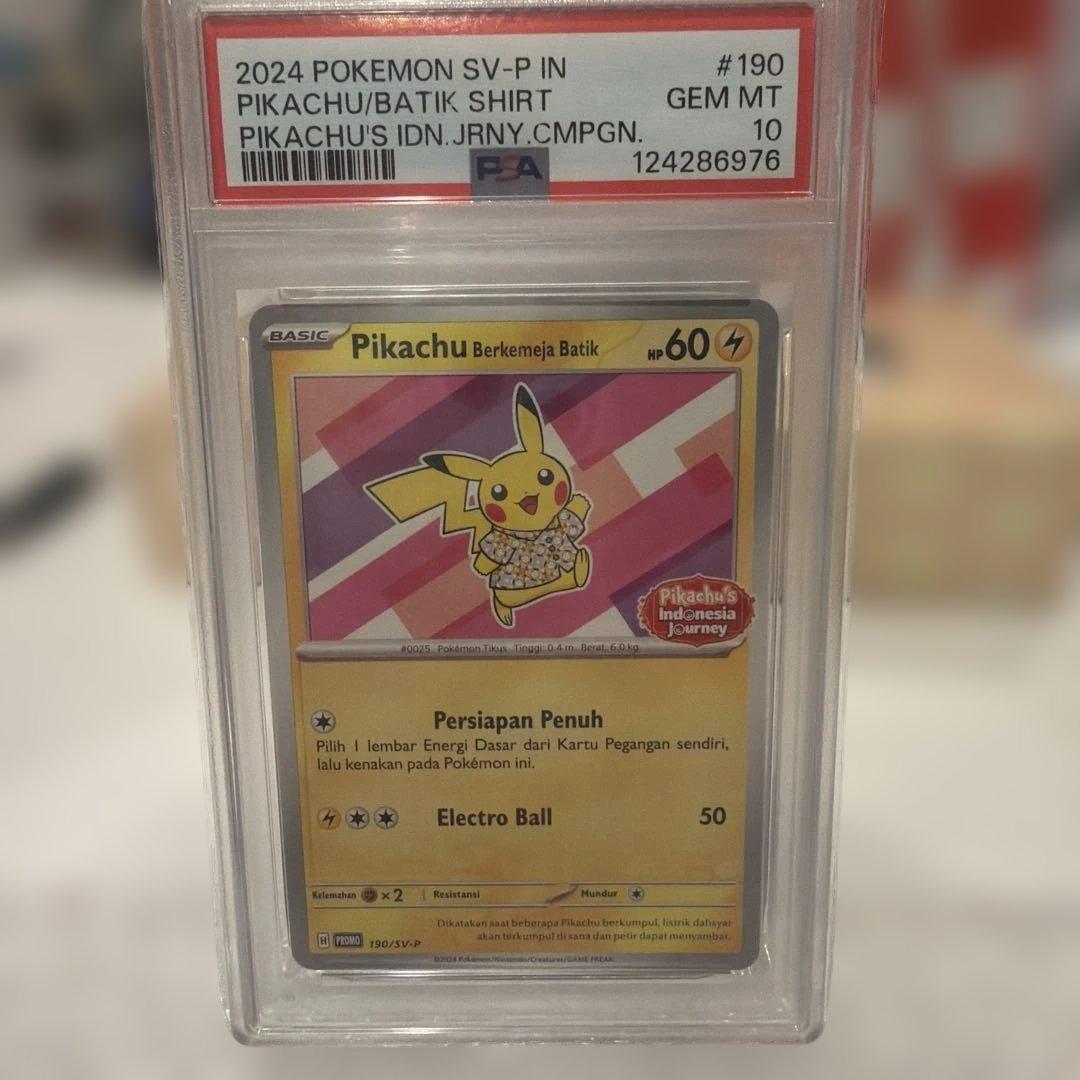 2024 POKEMON SV-P IN #190
PIKACHU/BATIK SHIRT GEM MT
PIKACHU'S IDN.JRNY.CMPGN. 10
PSA 124286976
BASIC Pikachu Berkemeja Batik HP 60
Pikachu's
Indonesia
Journey
#0025 Pokémon Tikus Tinggi: 0.4 m Berat: 6.0 kg
Persiapan Penuh
Pilih 1 lembar Energi Dasar dari Kartu Pegangan sendiri,
lalu kenakan pada Pokémon ini.
Electro Ball 50
Kelemahan ×2 Resistansi Mundur
Dikatakan saat beberapa Pikachu berkumpul, listrik dahsyat
akan terkumpul di sana dan petir dapat menyambar.
H PROMO 190/SV-P
©2024 Pokémon/Nintendo/Creatures/GAME FREAK.